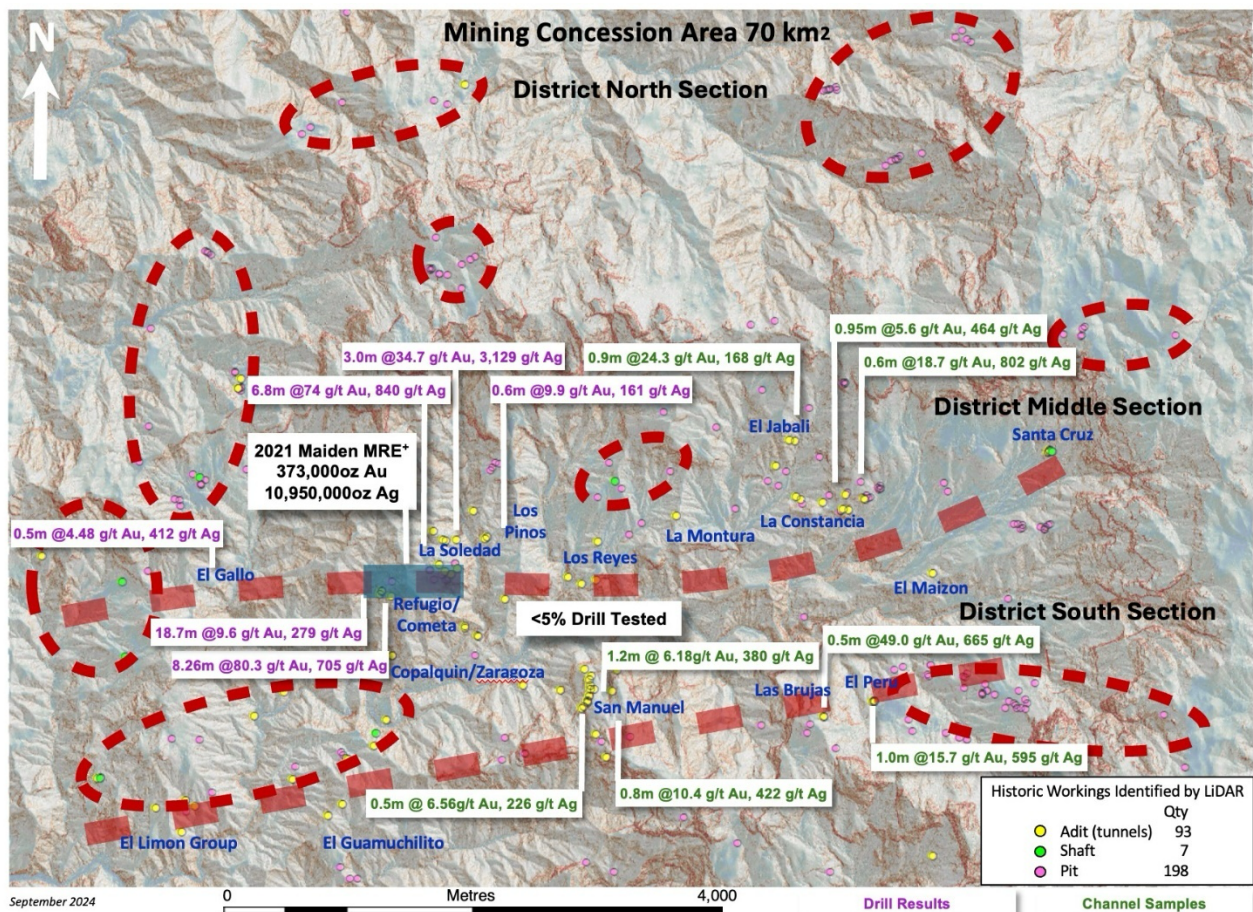 Mining Concession Area 70 km2
N
District North Section
0.95m @5.6 g/t Au, 464 g/t Ag
3.0m @34.7 g/t Au, 3,129 g/t Ag
0.9m @24.3 g/t Au, 168 g/t Ag
0.6m @18.7 g/t Au, 802 g/t Ag
6.8m @74 g/t Au, 840 g/t Ag
0.6m @9.9 g/t Au, 161 g/t Ag
District Middle Section
El Jabali
Santa Cruz
2021 Maiden MRE+
373,000oz Au
10,950,000oz Ag
Los
Pinos
La Constancia
La Montura
0.5m @4.48 g/t Au, 412 g/t Ag
La Soledad
Los Reyes
El Gallo
El Maizon
Refugio/
Cometa
<5% Drill Tested
District South Section
18.7m @9.6 g/t Au, 279 g/t Ag
8.26m @80.3 g/t Au, 705 g/t Ag
1.2m @ 6.18g/t Au, 380 g/t Ag
0.5m @49.0 g/t Au, 665 g/t Ag
Copalquin/Zaragoza
El Peru
Las Brujas
San Manuel
1.0m @15.7 g/t Au, 595 g/t Ag
0.5m @ 6.56g/t Au, 226 g/t Ag
0.8m @10.4 g/t Au, 422 g/t Ag
El Limon Group
El Guamuchilito
Historic Workings Identified by LiDAR
Qty
Adit (tunnels) 93
Shaft 7
Pit 198
September 2024
0 Metres 4,000
Drill Results
Channel Samples